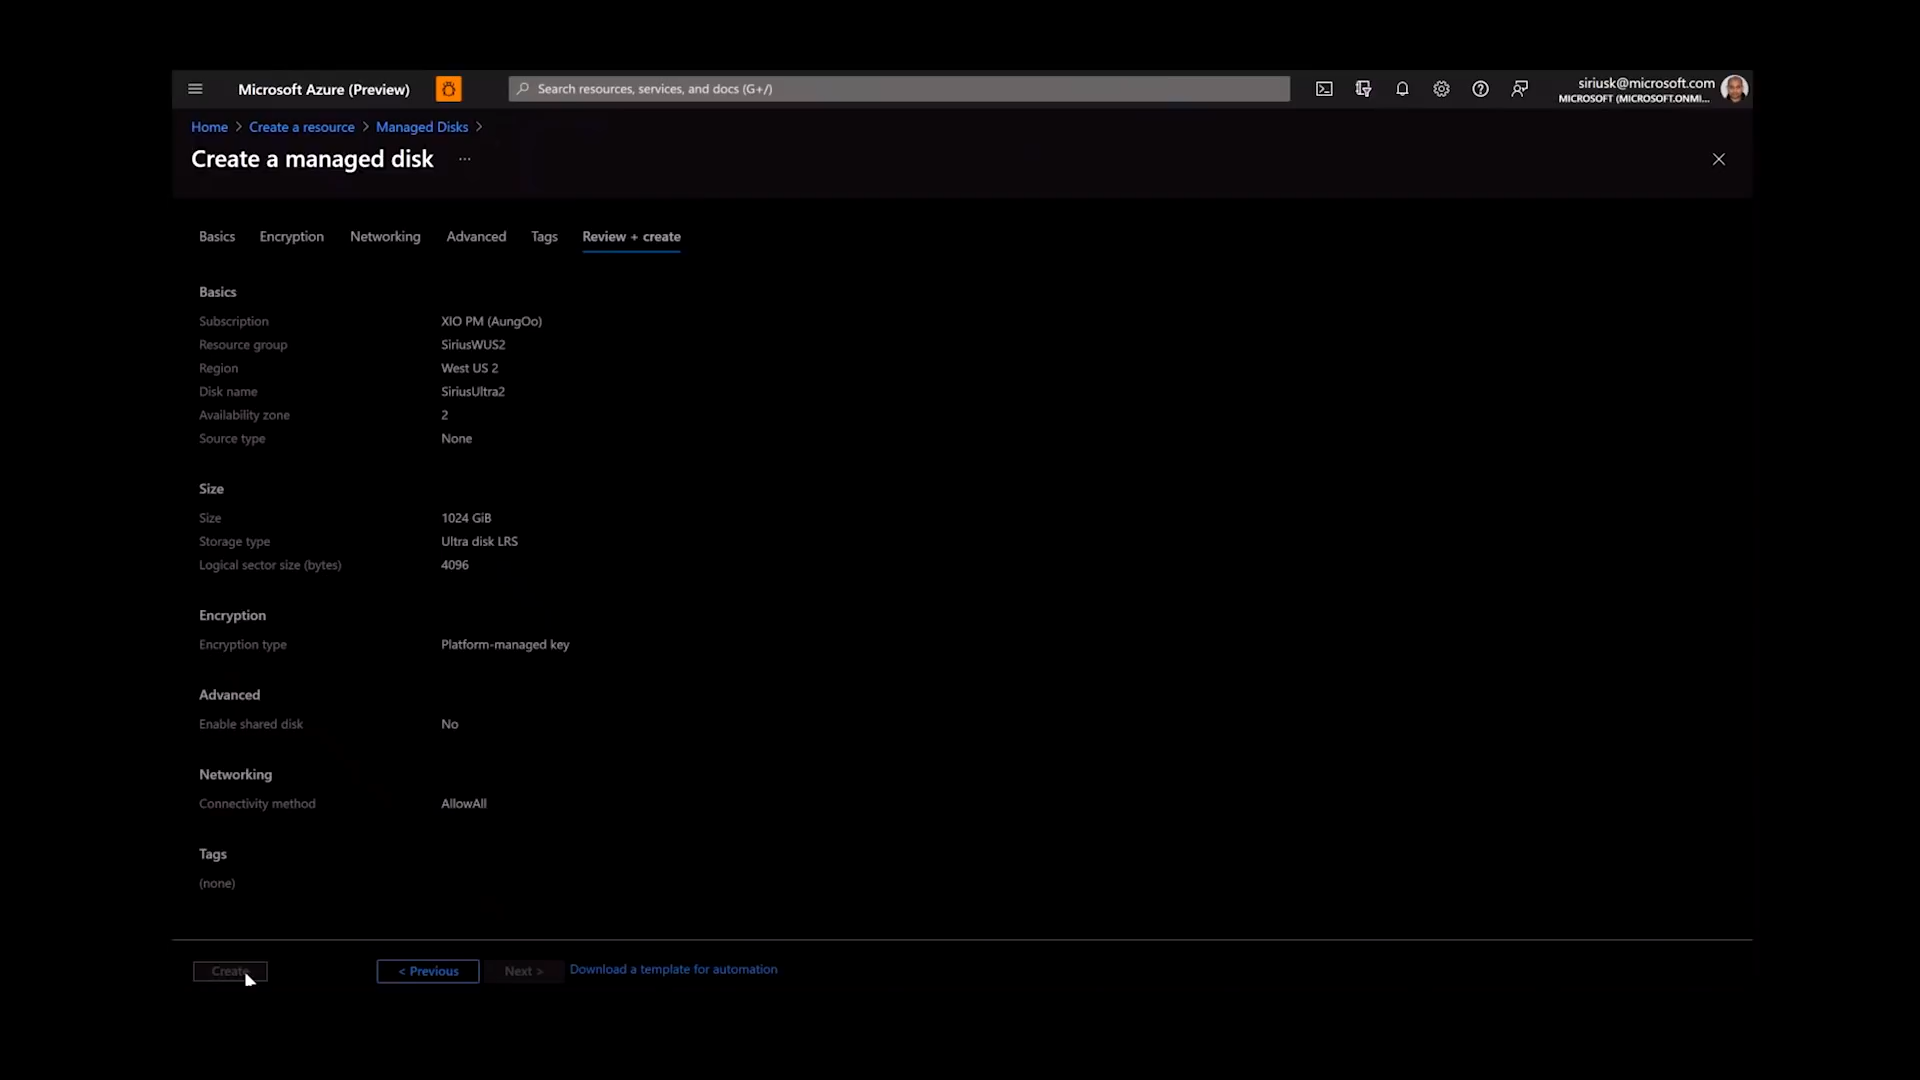 Microsoft Azure (Preview)
Search resources, services, and docs (G+/)
siriusk@microsoft.com
MICROSOFT (MICROSOFT.ONMI...
Home > Create a resource > Managed Disks >
Create a managed disk ...
Basics Encryption Networking Advanced Tags Review + create
Basics
Subscription XIO PM (AungOo)
Resource group SiriusWUS2
Region West US 2
Disk name SiriusUltra2
Availability zone 2
Source type None
Size
Size 1024 GiB
Storage type Ultra disk LRS
Logical sector size (bytes) 4096
Encryption
Encryption type Platform-managed key
Advanced
Enable shared disk No
Networking
Connectivity method AllowAll
Tags
(none)
Create < Previous Next > Download a template for automation